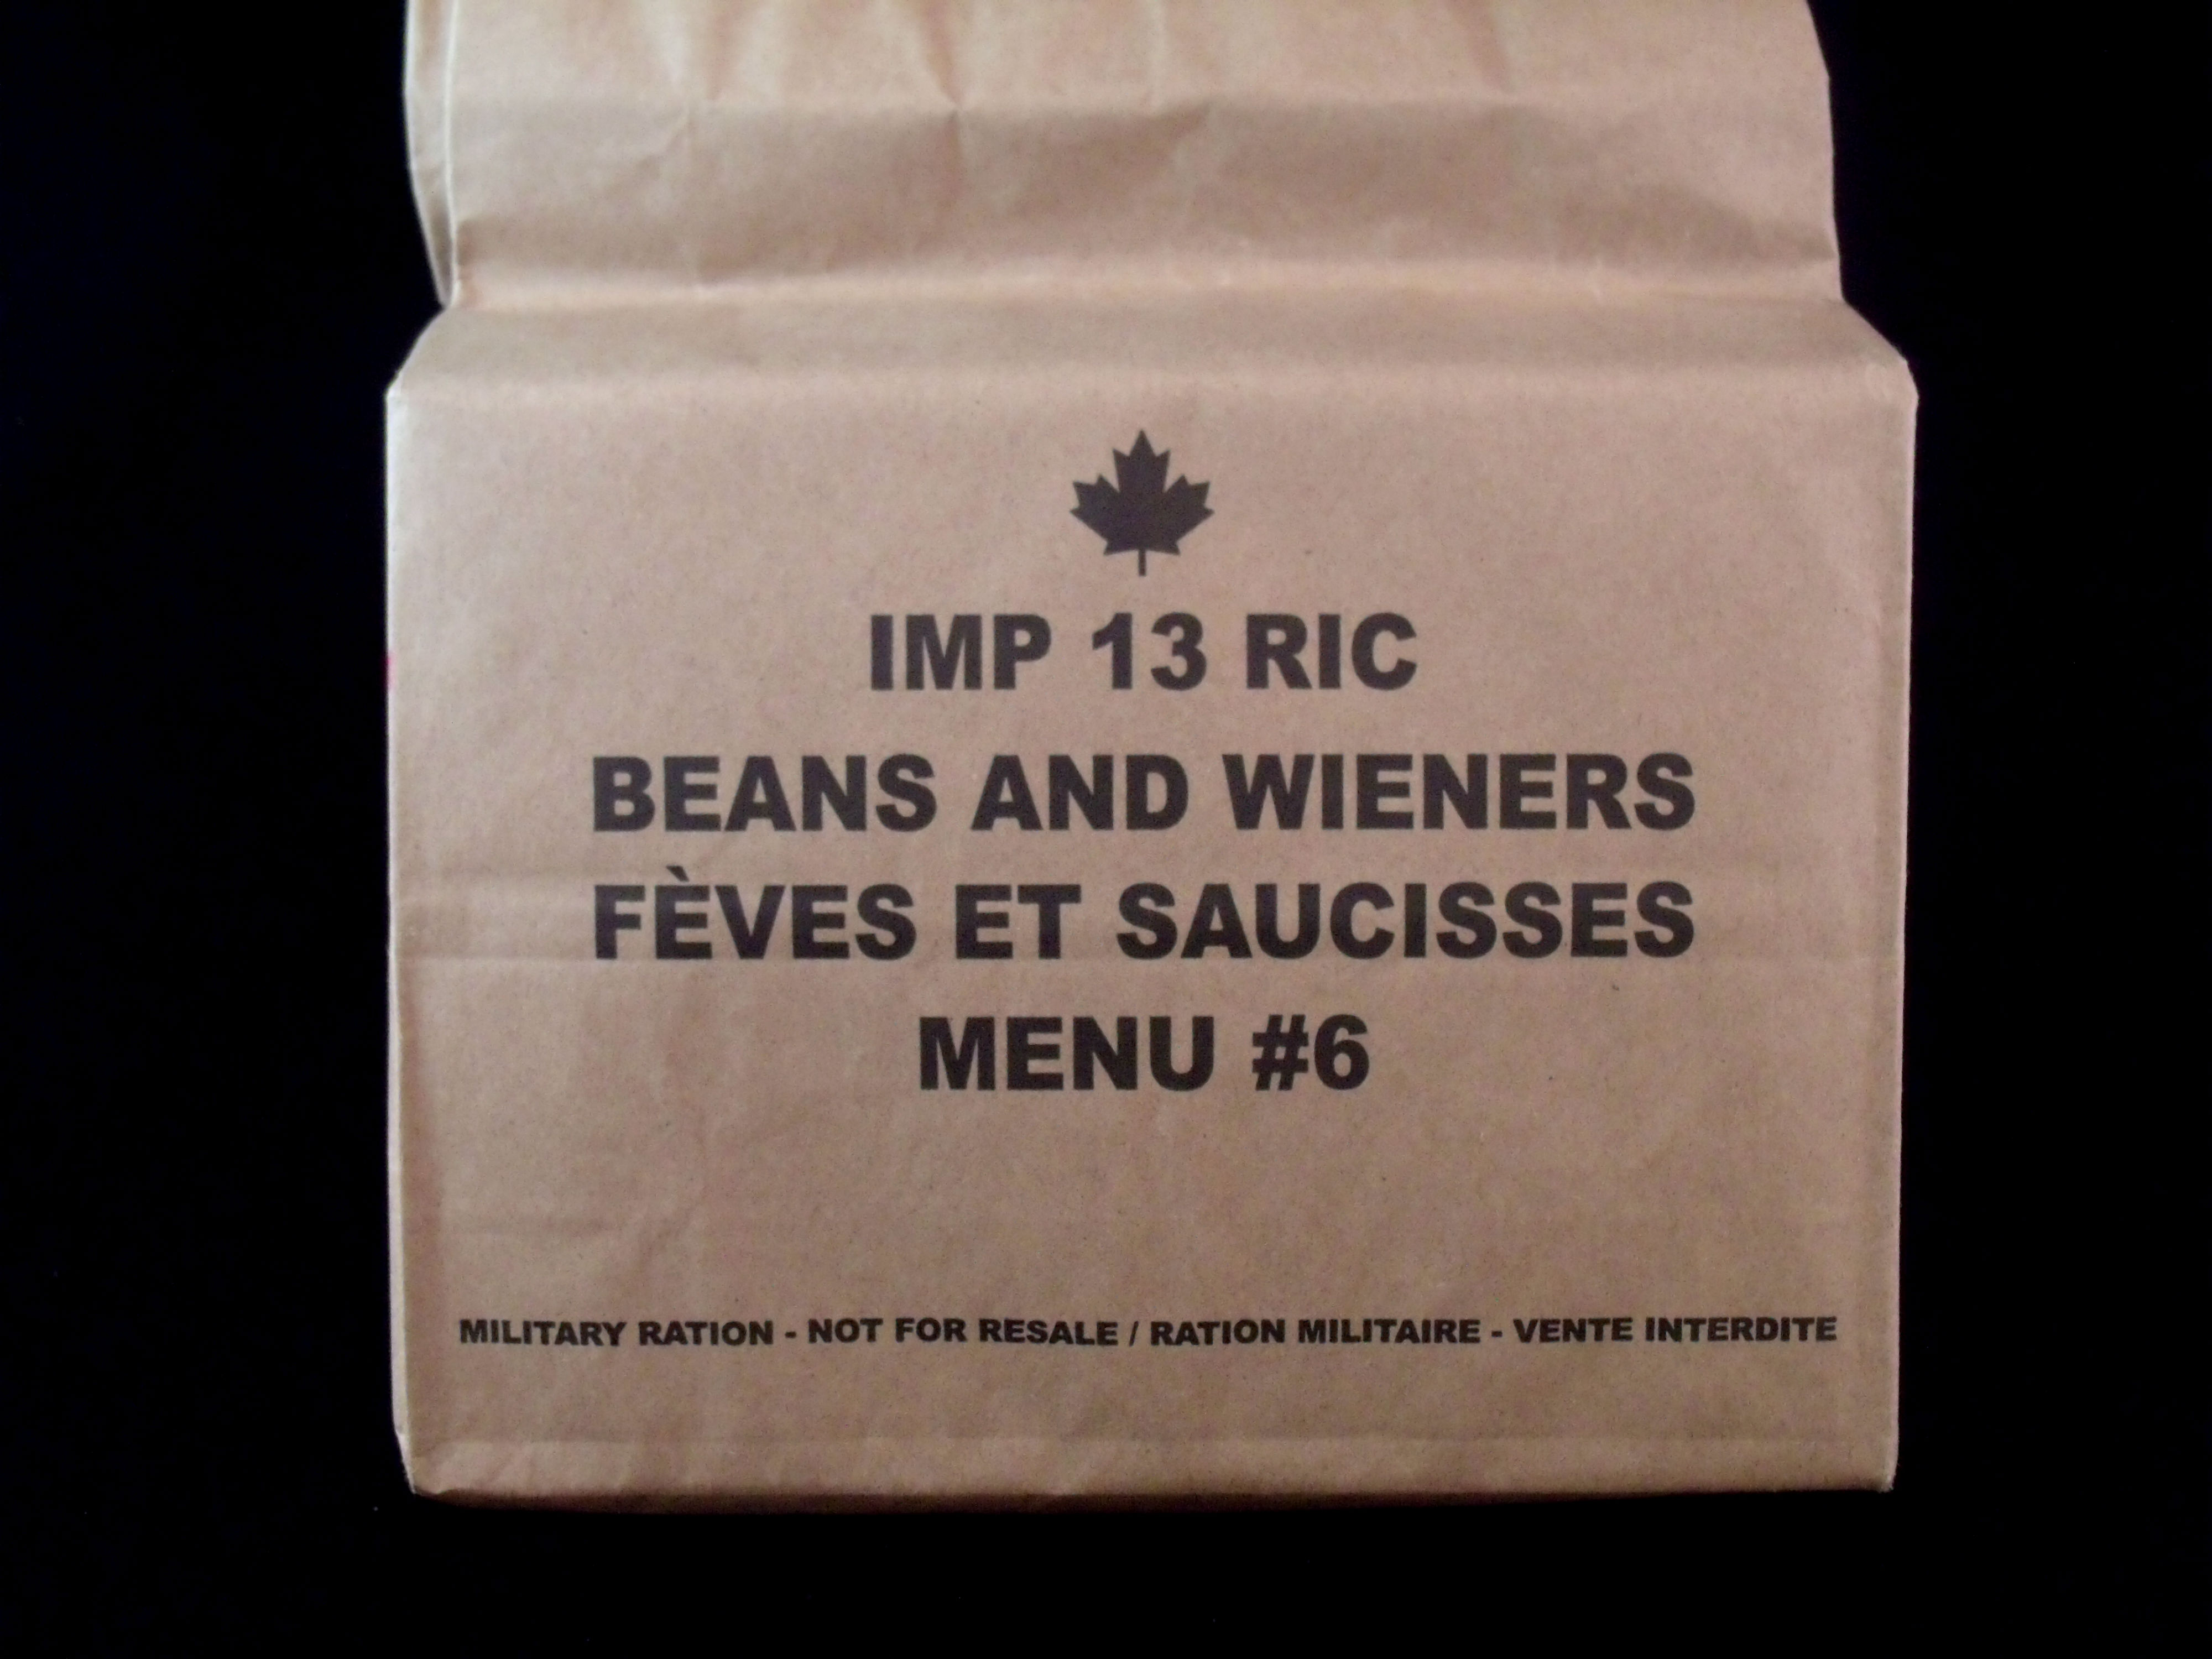 IMP 13 RIC
BEANS AND WIENERS
FÈVES ET SAUCISSES
MENU #6
MILITARY RATION - NOT FOR RESALE / RATION MILITAIRE - VENTE INTERDITE